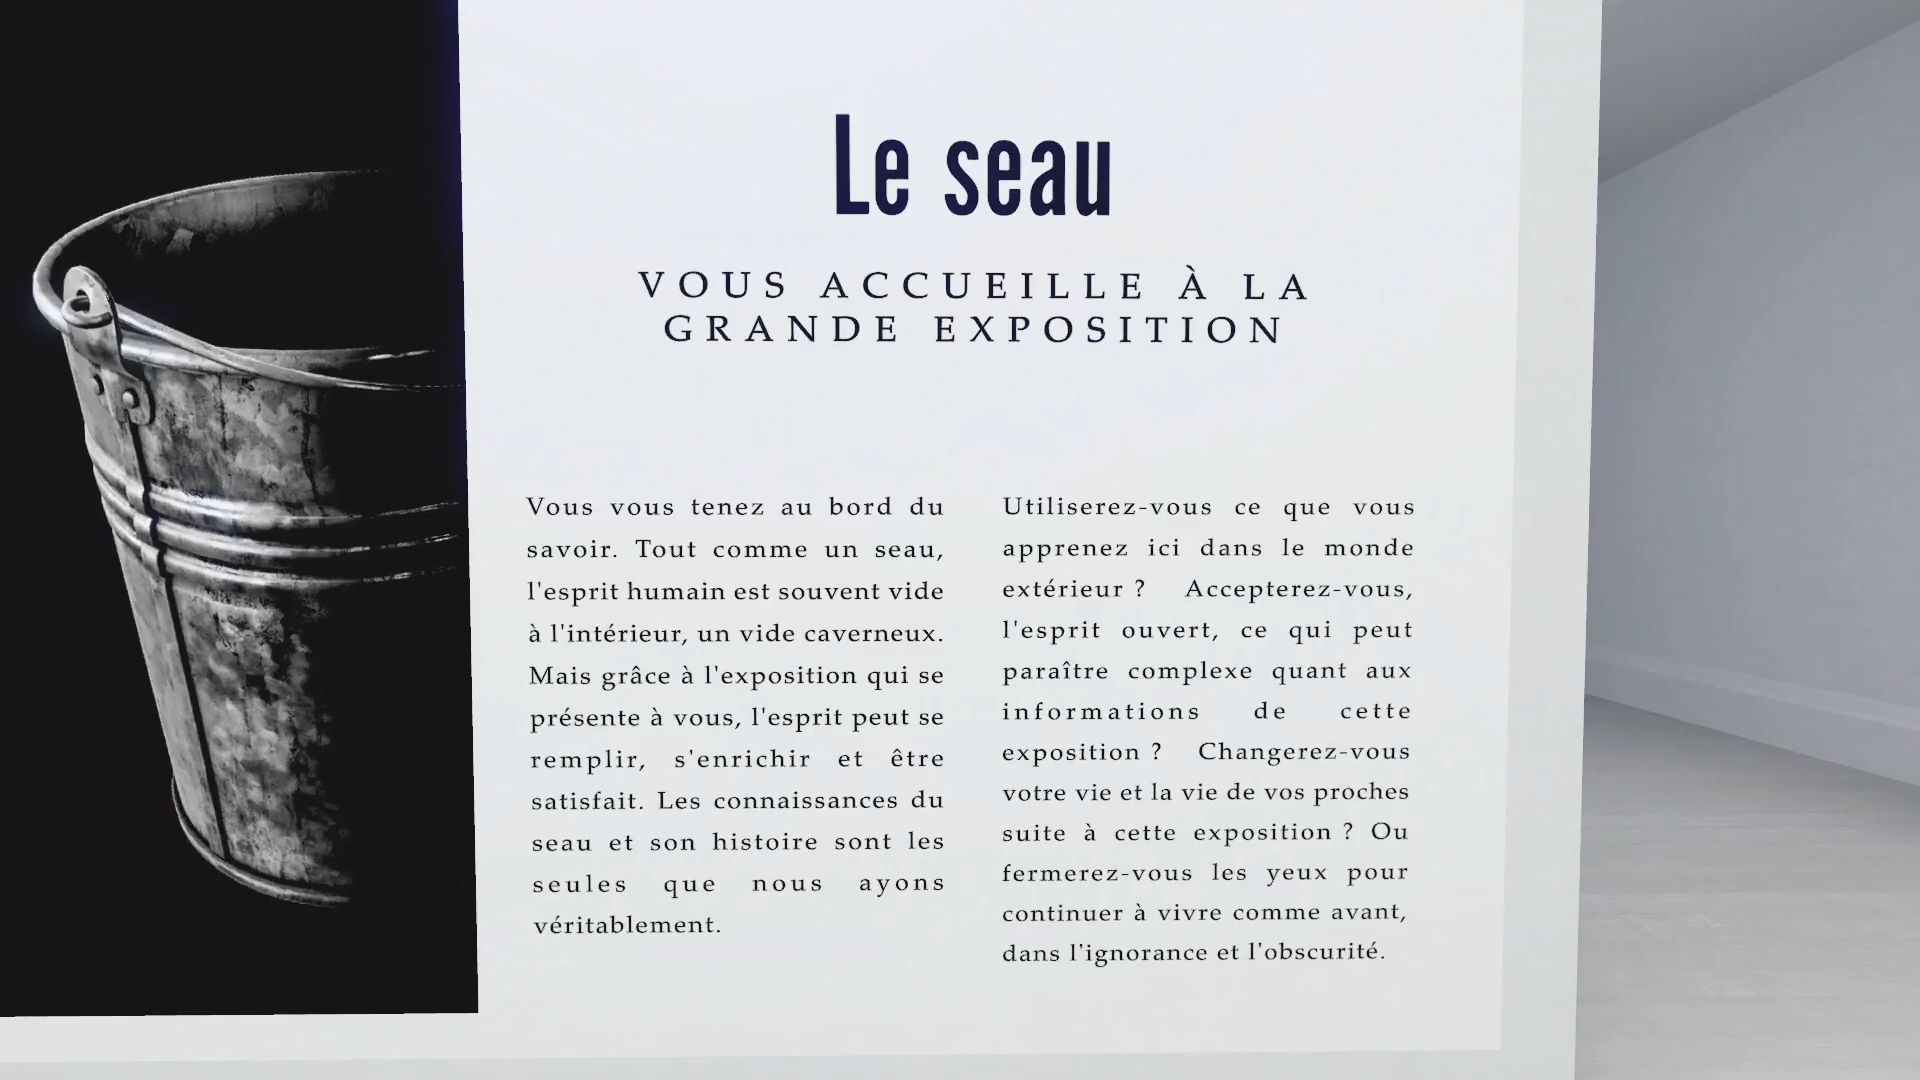 Le seau
VOUS ACCUEILLE À LA
GRANDE EXPOSITION
Vous vous tenez au bord du
savoir. Tout comme un seau,
l'esprit humain est souvent vide
à l'intérieur, un vide caverneux.
Mais grâce à l'exposition qui se
présente à vous, l'esprit peut se
remplir, s'enrichir et être
satisfait. Les connaissances du
seau et son histoire sont les
seules que nous ayons
véritablement.
Utiliserez-vous ce que vous
apprenez ici dans le monde
extérieur ? Accepterez-vous,
l'esprit ouvert, ce qui peut
paraître complexe quant aux
informations de cette
exposition ? Changerez-vous
votre vie et la vie de vos proches
suite à cette exposition ? Ou
fermerez-vous les yeux pour
continuer à vivre comme avant,
dans l'ignorance et l'obscurité.